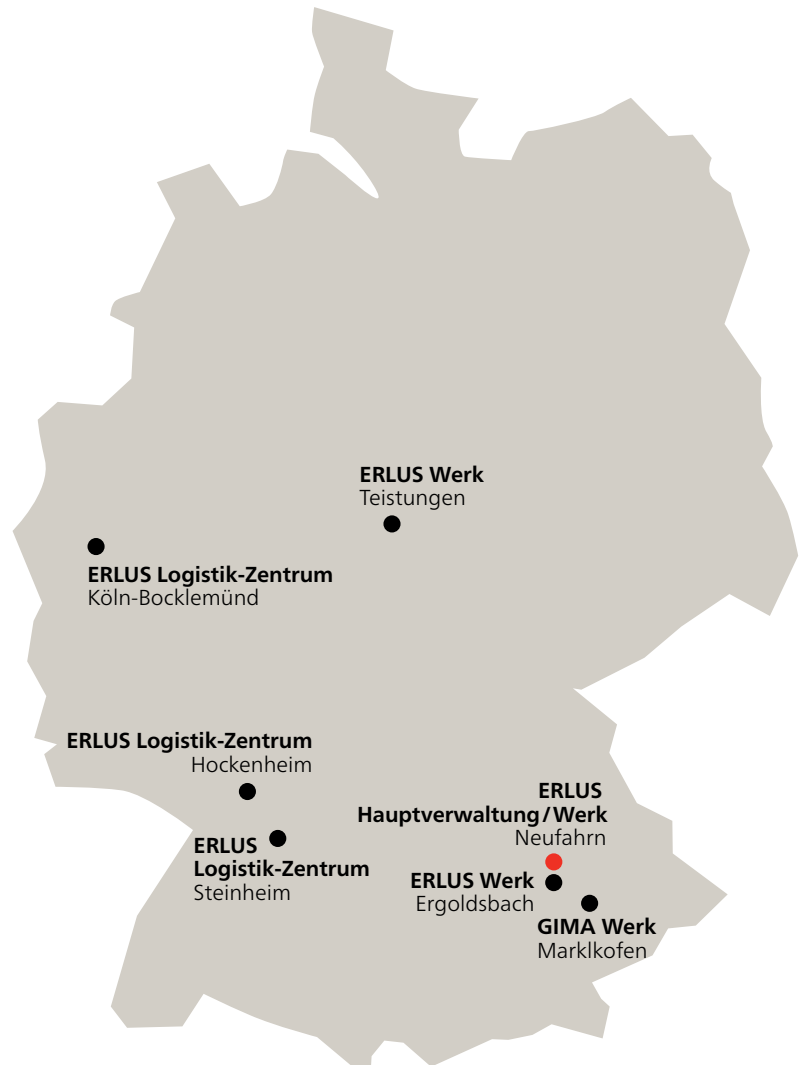 ERLUS Werk
Teistungen
ERLUS Logistik-Zentrum
Köln-Bocklemünd
ERLUS Logistik-Zentrum
Hockenheim
ERLUS
Logistik-Zentrum
Steinheim
ERLUS
Hauptverwaltung/Werk
Neufahrn
ERLUS Werk
Ergoldsbach
GIMA Werk
Marklkofen